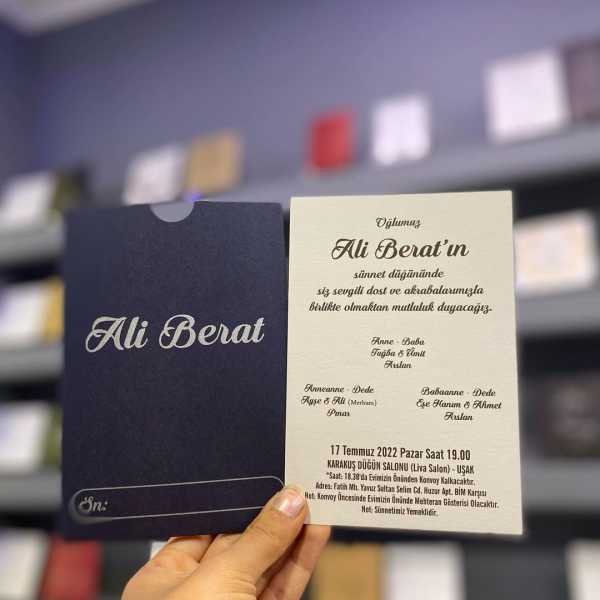 Ali Berat
Sn:
Oğlumuz
Ali Berat'ın
sünnet düğününde
siz sevgili dost ve akrabalarımızla
birlikte olmaktan mutluluk duyacağız.
Anne - Baba
Tuğba & Ümit
Arslan
Anneanne - Dede
Ayşe & Ali (Merhum)
Pınar
Babaanne - Dede
Eşe Hanım & Ahmet
Arslan
17 Temmuz 2022 Pazar Saat 19.00
KARAKUŞ DÜĞÜN SALONU (Liva Salon) - UŞAK
*Saat: 18.30'da Evimizin Önünden Konvoy Kalkacaktır.
Adres: Fatih Mh. Yavuz Sultan Selim Cd. Huzur Apt. BİM Karşısı
Not: Konvoy Öncesinde Evimizin Önünde Mehteran Gösterisi Olacaktır.
Not: Sünnetimiz Yemeklidir.